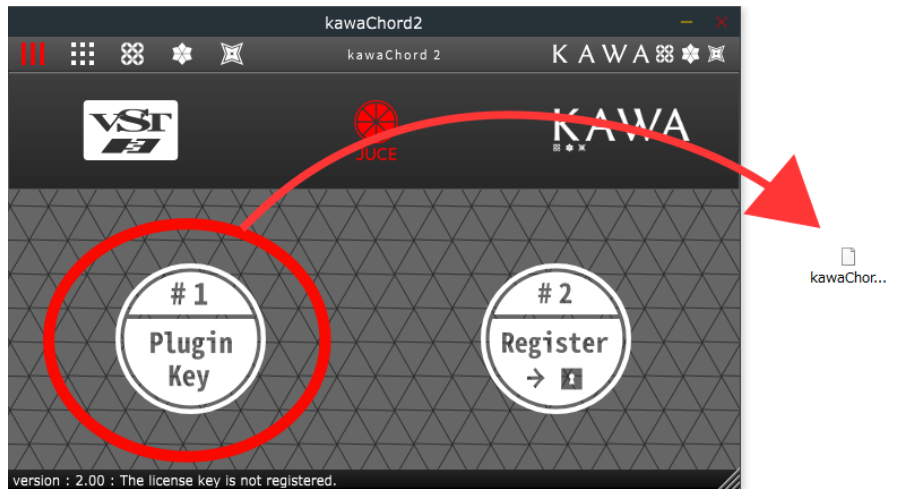 kawaChord2
kawaChord 2
KAWA
VST
3
JUCE
KAWA
#1
Plugin
Key
#2
Register
→
kawaChor...
version : 2.00 : The license key is not registered.